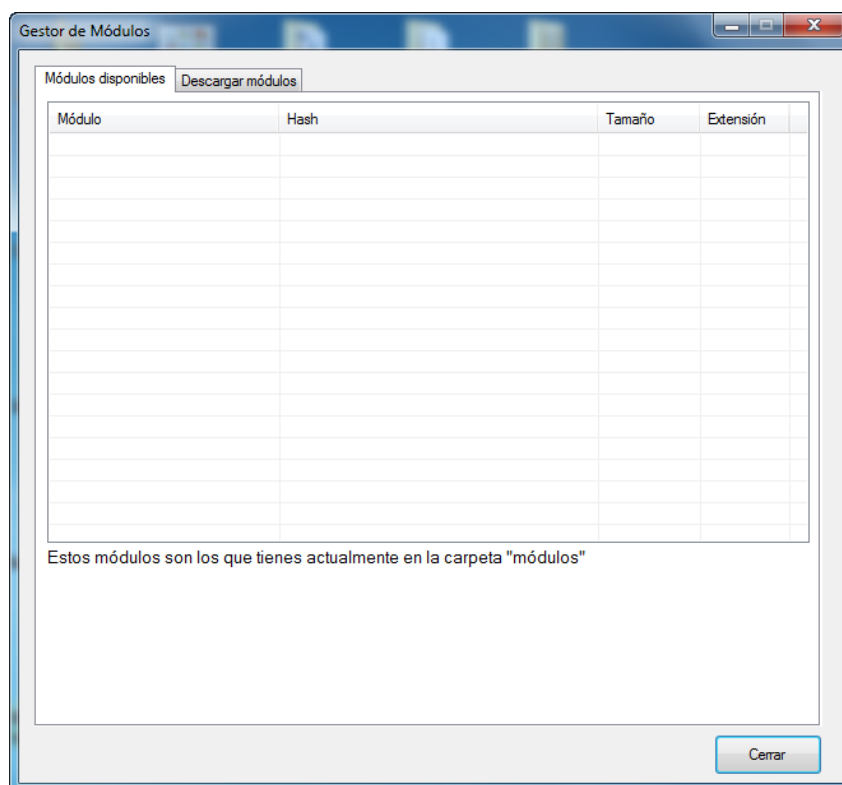 Gestor de Módulos
Módulos disponibles Descargar módulos
Módulo Hash Tamaño Extensión
Estos módulos son los que tienes actualmente en la carpeta "módulos"
Cerrar